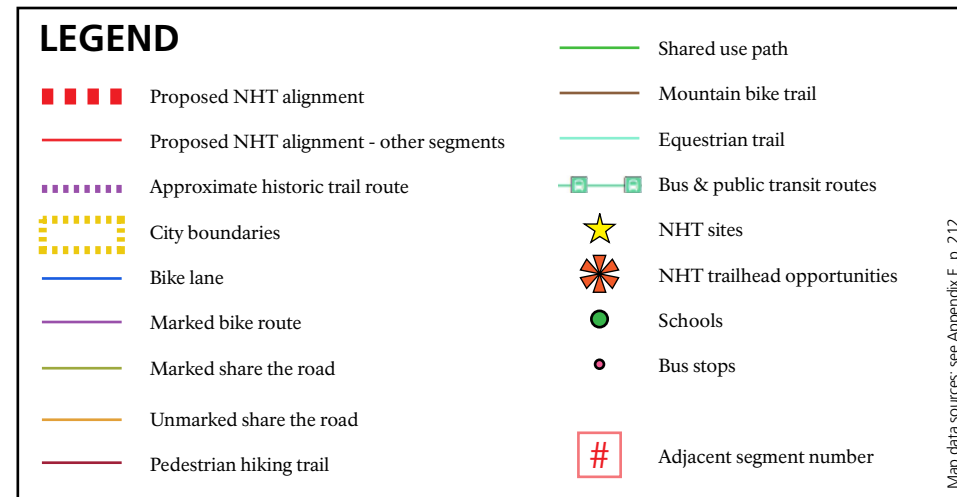 LEGEND
Proposed NHT alignment
Proposed NHT alignment - other segments
Approximate historic trail route
City boundaries
Bike lane
Marked bike route
Marked share the road
Unmarked share the road
Pedestrian hiking trail
Shared use path
Mountain bike trail
Equestrian trail
Bus & public transit routes
NHT sites
NHT trailhead opportunities
Schools
Bus stops
#
Adjacent segment number
Map data sources: see Appendix E, p. 212